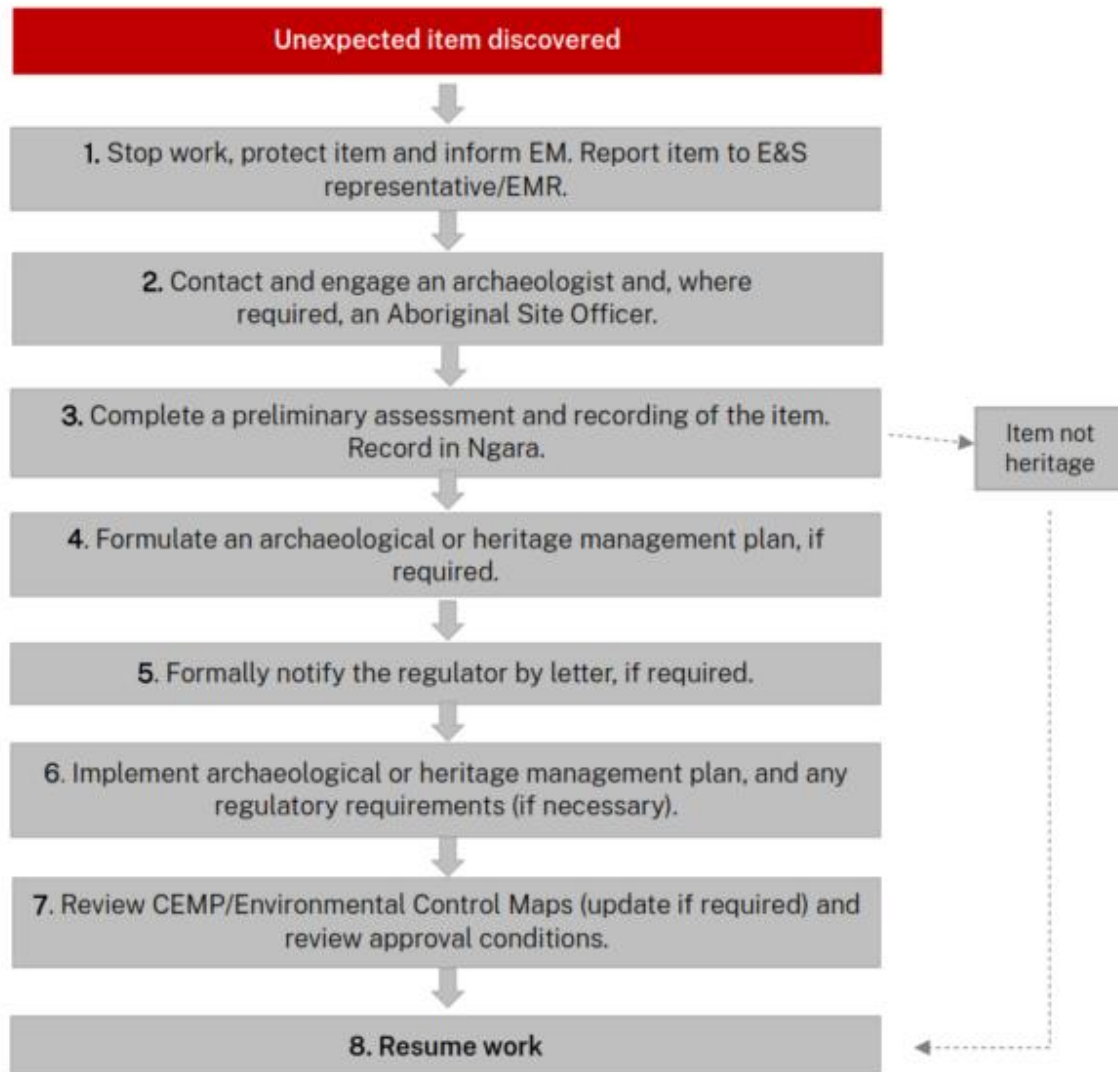 Unexpected item discovered
1. Stop work, protect item and inform EM. Report item to E&S
representative/EMR.
2. Contact and engage an archaeologist and, where
required, an Aboriginal Site Officer.
3. Complete a preliminary assessment and recording of the item.
Record in Ngara.
Item not
heritage
4. Formulate an archaeological or heritage management plan, if
required.
5. Formally notify the regulator by letter, if required.
6. Implement archaeological or heritage management plan, and any
regulatory requirements (if necessary).
7. Review CEMP/Environmental Control Maps (update if required) and
review approval conditions.
8. Resume work